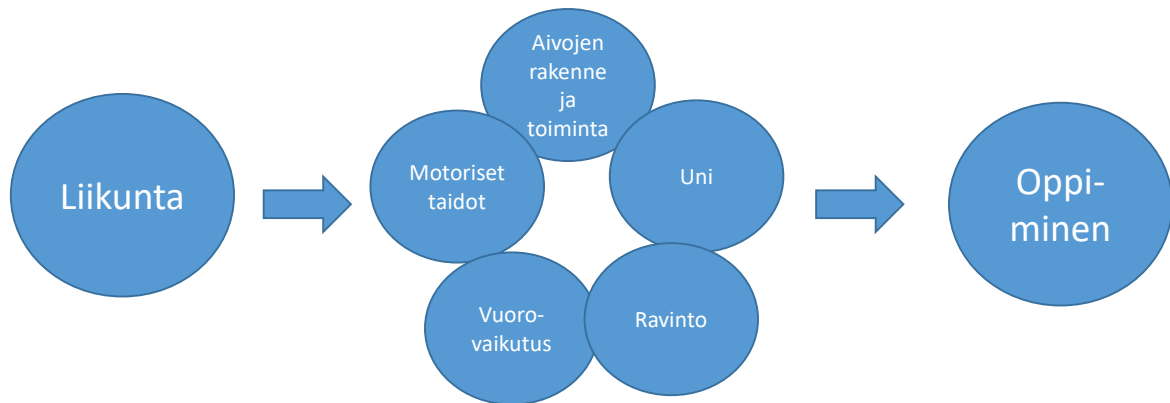 Liikunta
Aivojen
rakenne
ja
toiminta
Motoriset
taidot
Uni
Vuoro-
vaikutus
Ravinto
Oppi-
minen